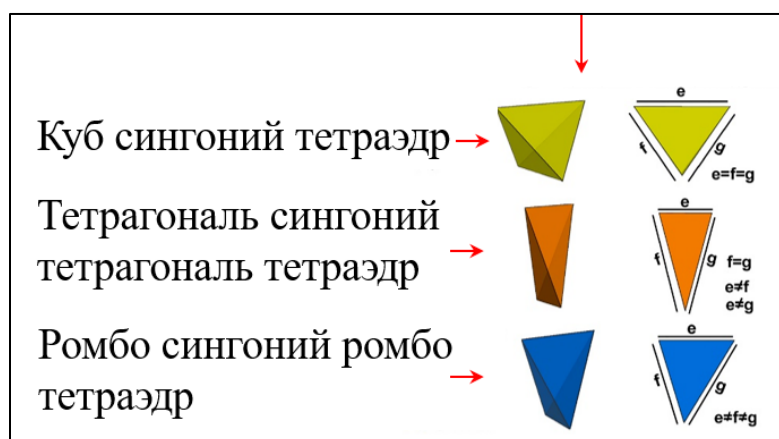 e
Куб сингоний тетраэдр
f
g
e=f=g
e
Тетрагональ сингоний
тетрагональ тетраэдр
f
g
f=g
e≠f
e≠g
e
Ромбо сингоний ромбо
тетраэдр
f
g
e≠f≠g